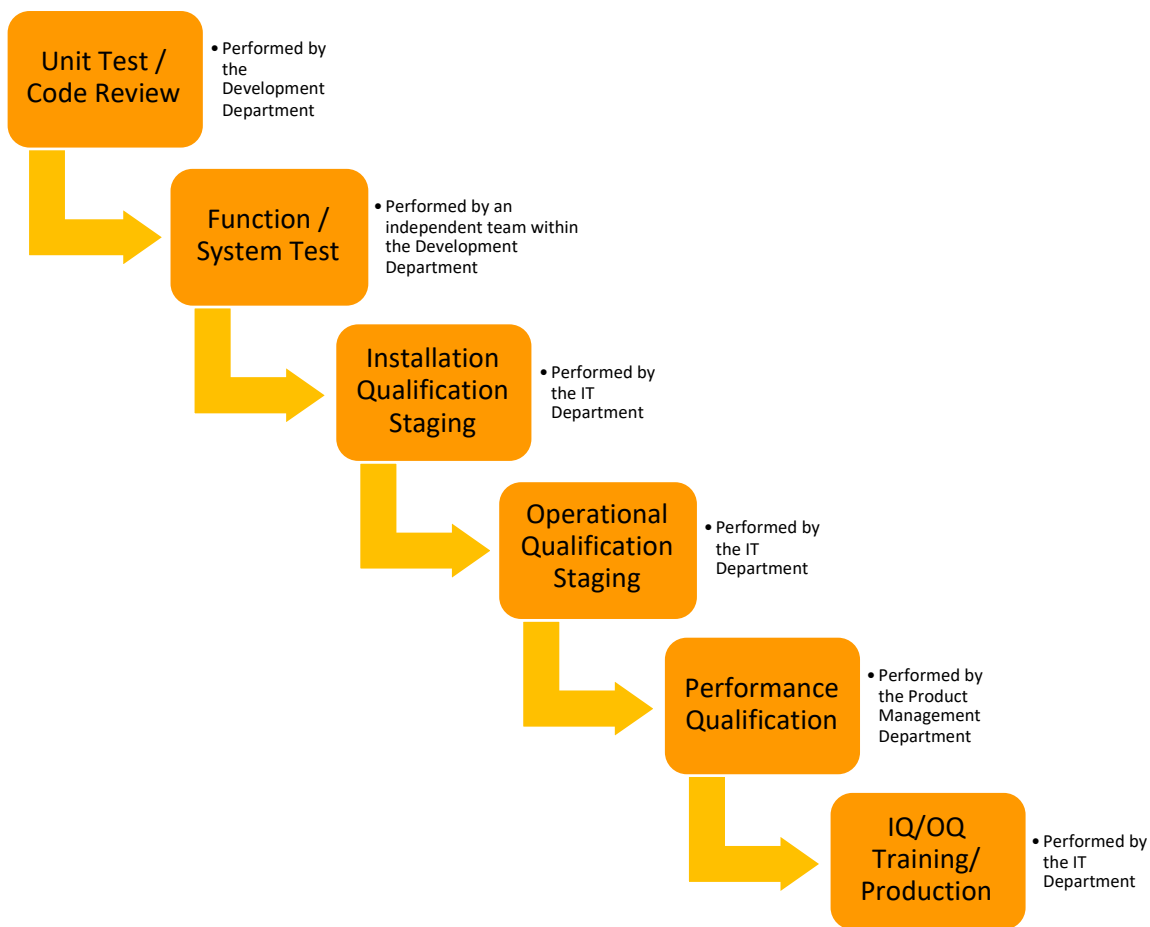 Unit Test /
Code Review
• Performed by
the
Development
Department
Function /
System Test
• Performed by an
independent team within
the Development
Department
Installation
Qualification
Staging
• Performed by
the IT
Department
Operational
Qualification
Staging
• Performed by
the IT
Department
Performance
Qualification
• Performed by
the Product
Management
Department
IQ/OQ
Training/
Production
• Performed by
the IT
Department